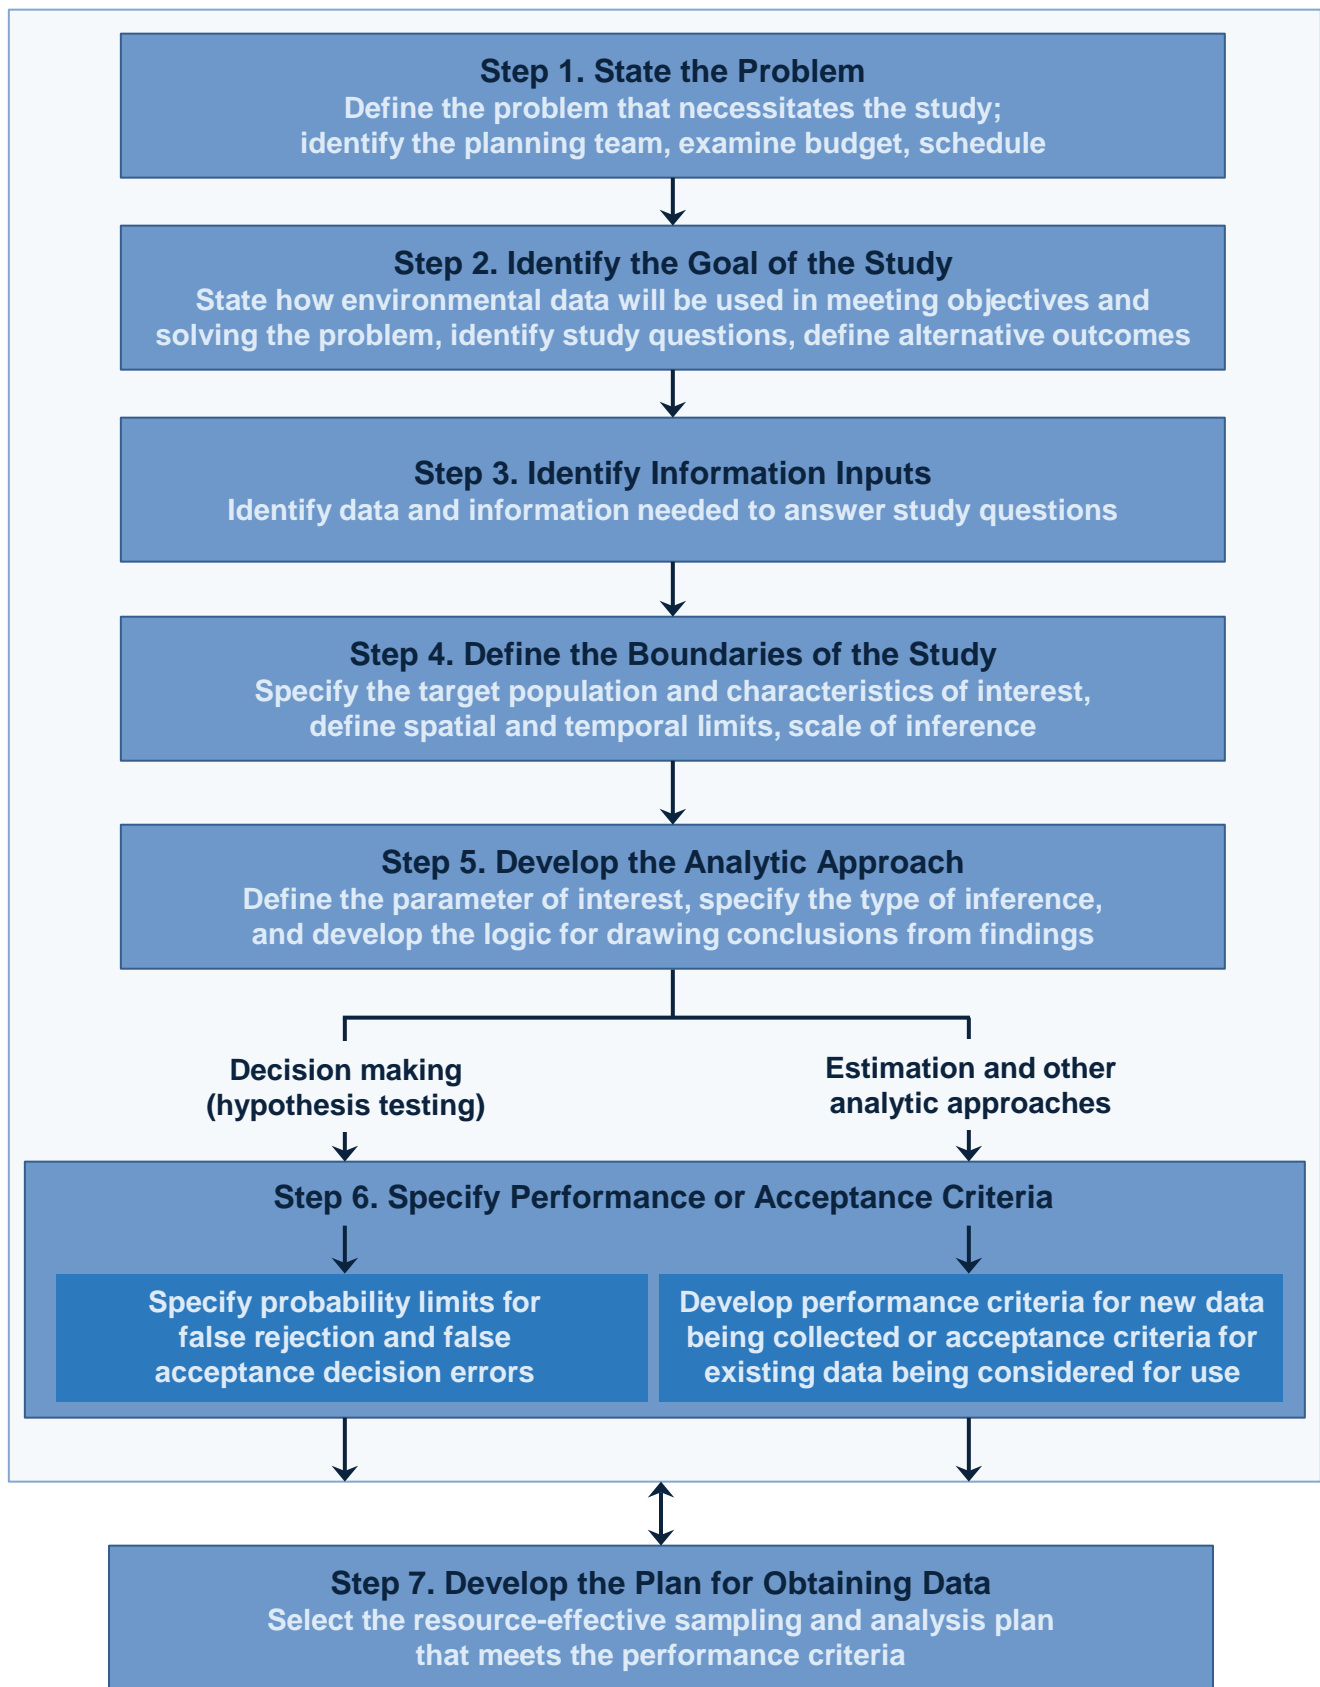 Step 1. State the Problem
Define the problem that necessitates the study;
identify the planning team, examine budget, schedule
Step 2. Identify the Goal of the Study
State how environmental data will be used in meeting objectives and
solving the problem, identify study questions, define alternative outcomes
Step 3. Identify Information Inputs
Identify data and information needed to answer study questions
Step 4. Define the Boundaries of the Study
Specify the target population and characteristics of interest,
define spatial and temporal limits, scale of inference
Step 5. Develop the Analytic Approach
Define the parameter of interest, specify the type of inference,
and develop the logic for drawing conclusions from findings
Decision making
(hypothesis testing)
Estimation and other
analytic approaches
Step 6. Specify Performance or Acceptance Criteria
Specify probability limits for
false rejection and false
acceptance decision errors
Develop performance criteria for new data
being collected or acceptance criteria for
existing data being considered for use
Step 7. Develop the Plan for Obtaining Data
Select the resource-effective sampling and analysis plan
that meets the performance criteria